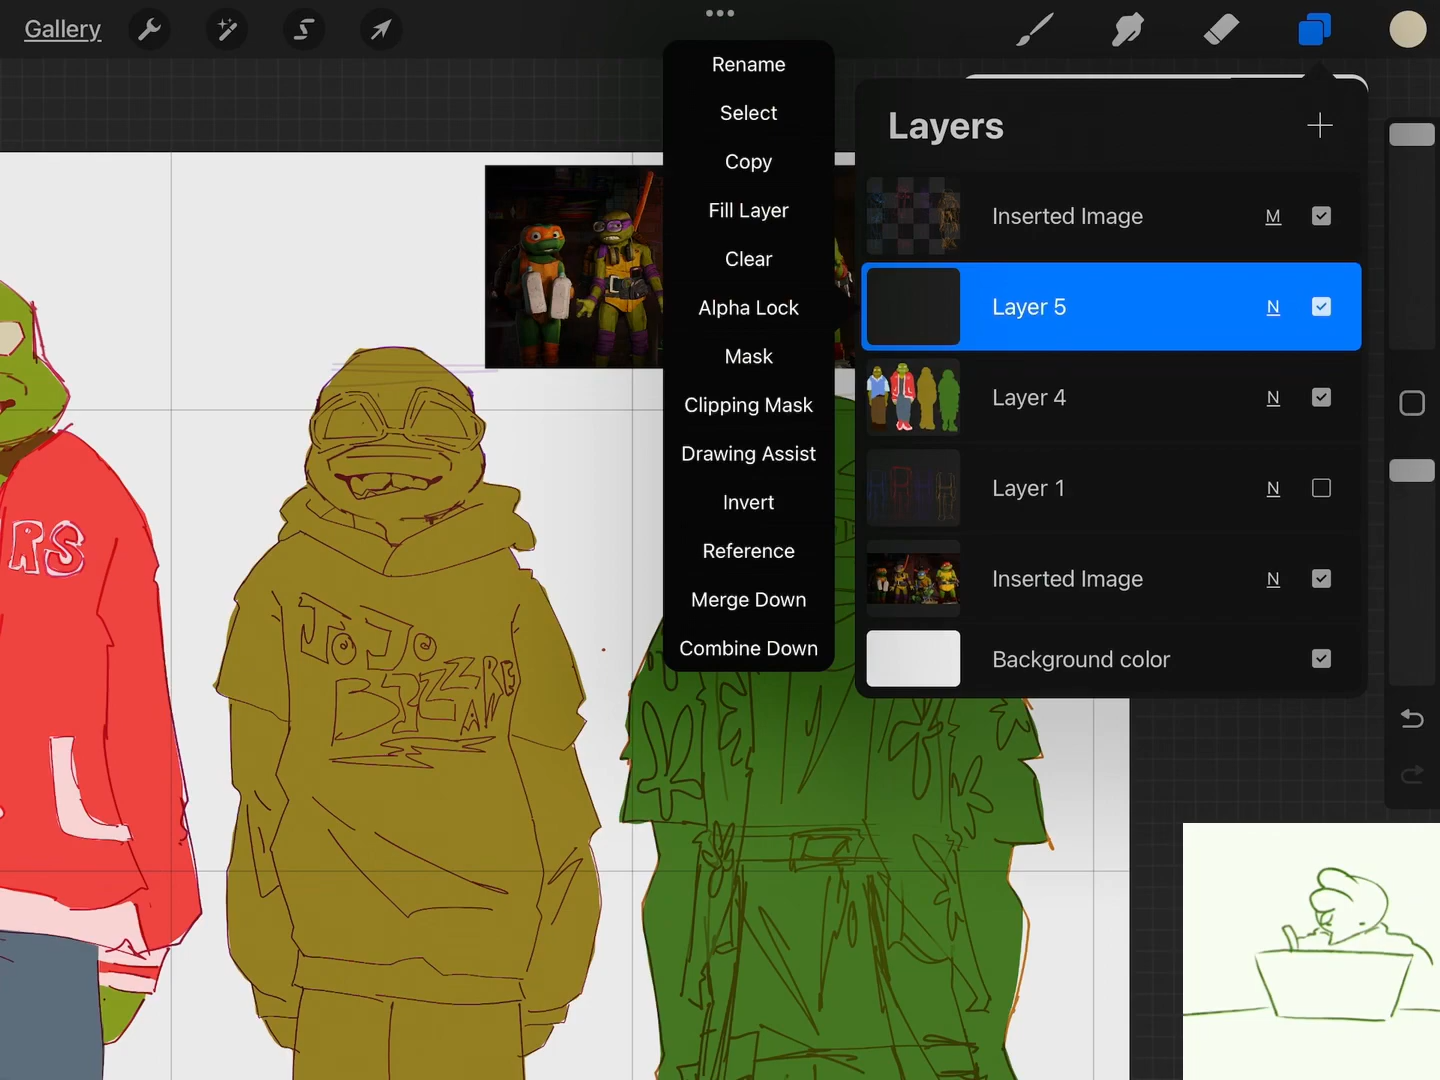 Gallery
Rename
Select
Copy
Fill Layer
Clear
Alpha Lock
Mask
Clipping Mask
Drawing Assist
Invert
Reference
Merge Down
Combine Down
Layers
Inserted Image M
Layer 5 N
Layer 4 N
Layer 1 N
Inserted Image N
Background color
RS
JoJo
BIZZARE